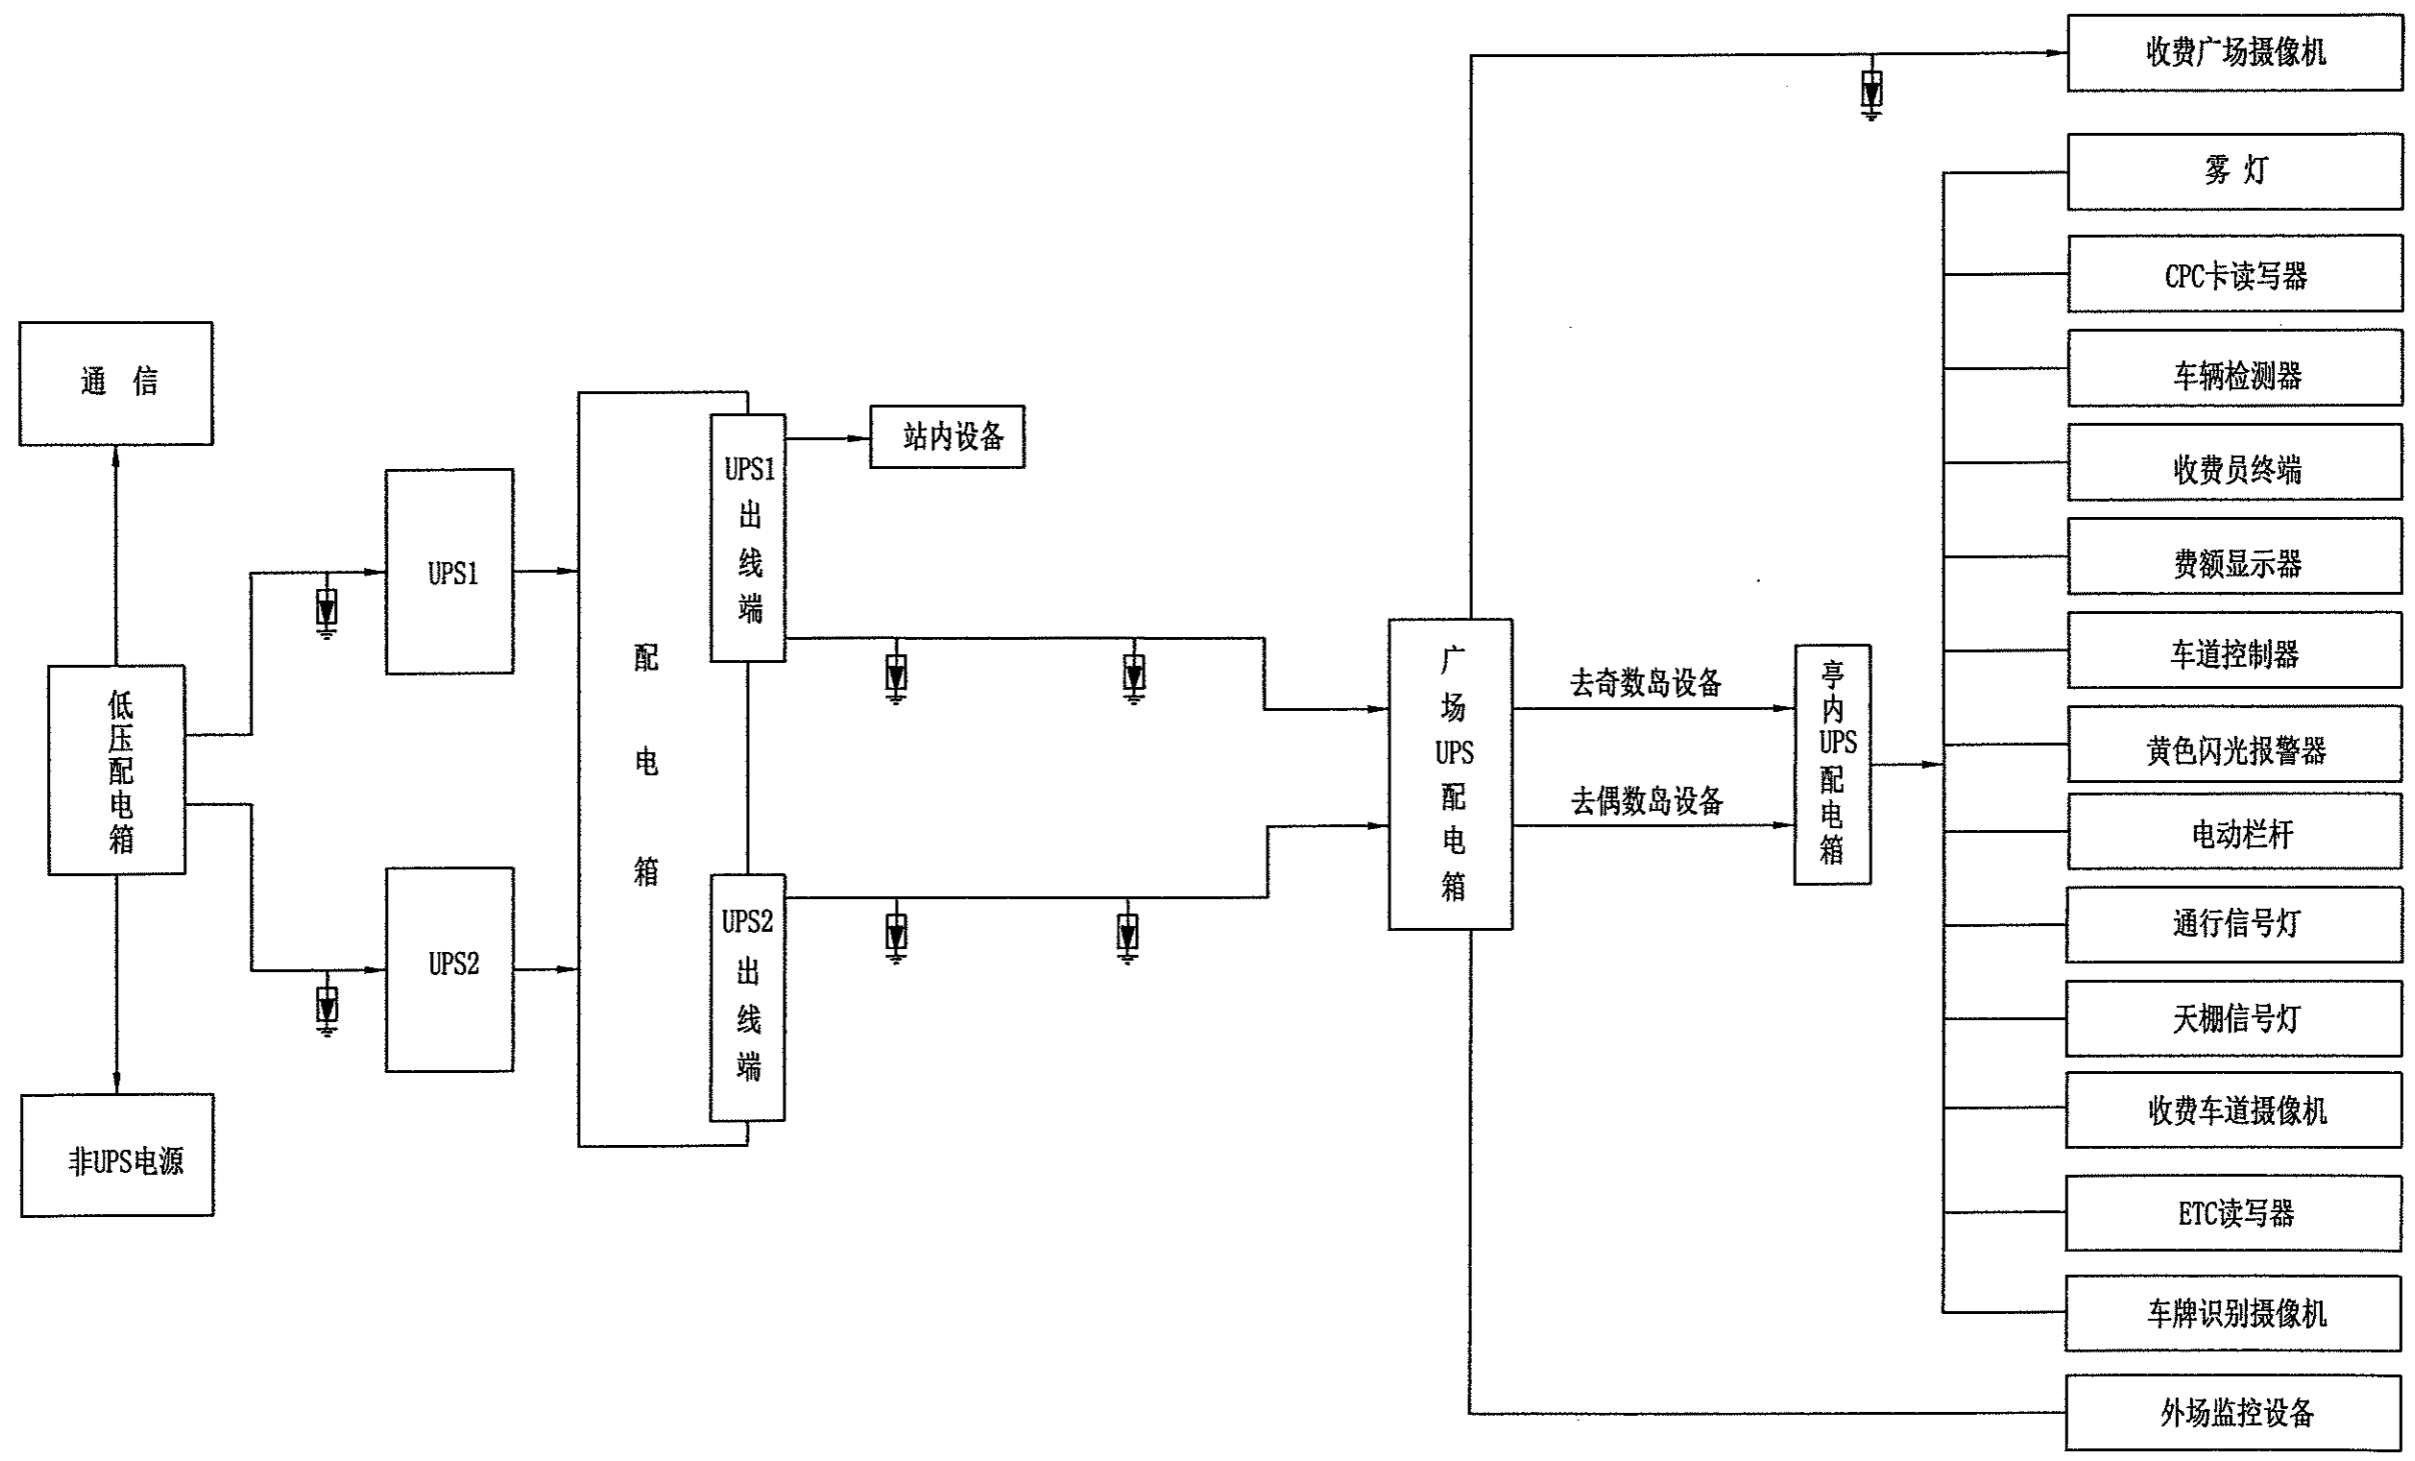 收费广场摄像机
雾 灯
CPC卡读写器
通 信
车辆检测器
站内设备
UPS1出线端
收费员终端
UPS1
费额显示器
配电箱
广场UPS配电箱
车道控制器
去奇数岛设备
亭内UPS配电箱
低压配电箱
黄色闪光报警器
去偶数岛设备
电动栏杆
UPS2出线端
通行信号灯
UPS2
天棚信号灯
收费车道摄像机
非UPS电源
ETC读写器
车牌识别摄像机
外场监控设备